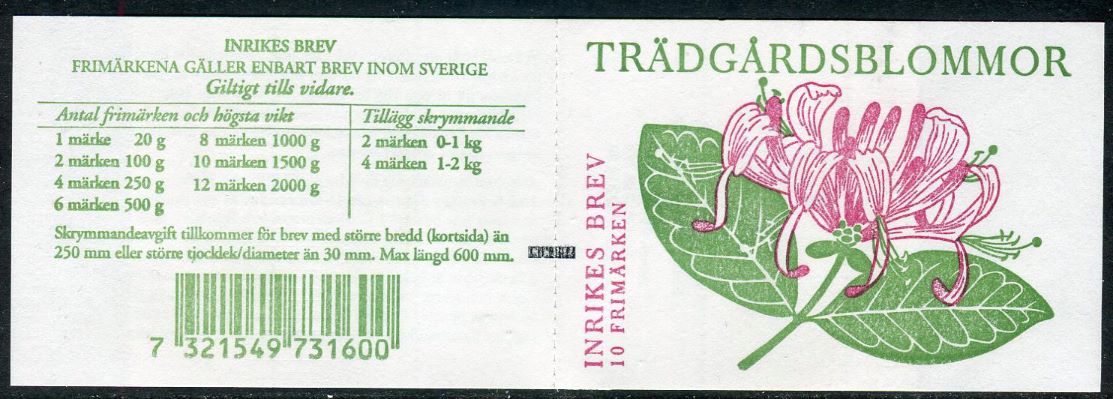 INRIKES BREV
FRIMÄRKENA GÄLLER ENBART BREV INOM SVERIGE
Giltigt tills vidare.
Antal frimärken och högsta vikt Tillägg skrymmande
1 märke 20 g 8 märken 1000 g 2 märken 0-1 kg
2 märken 100 g 10 märken 1500 g 4 märken 1-2 kg
4 märken 250 g 12 märken 2000 g
6 märken 500 g
Skrymmandeavgift tillkommer för brev med större bredd (kortsida) än
250 mm eller större tjocklek/diameter än 30 mm. Max längd 600 mm.
7 321549 731600
TRÄDGÅRDSBLOMMOR
INRIKES BREV
10 FRIMÄRKEN